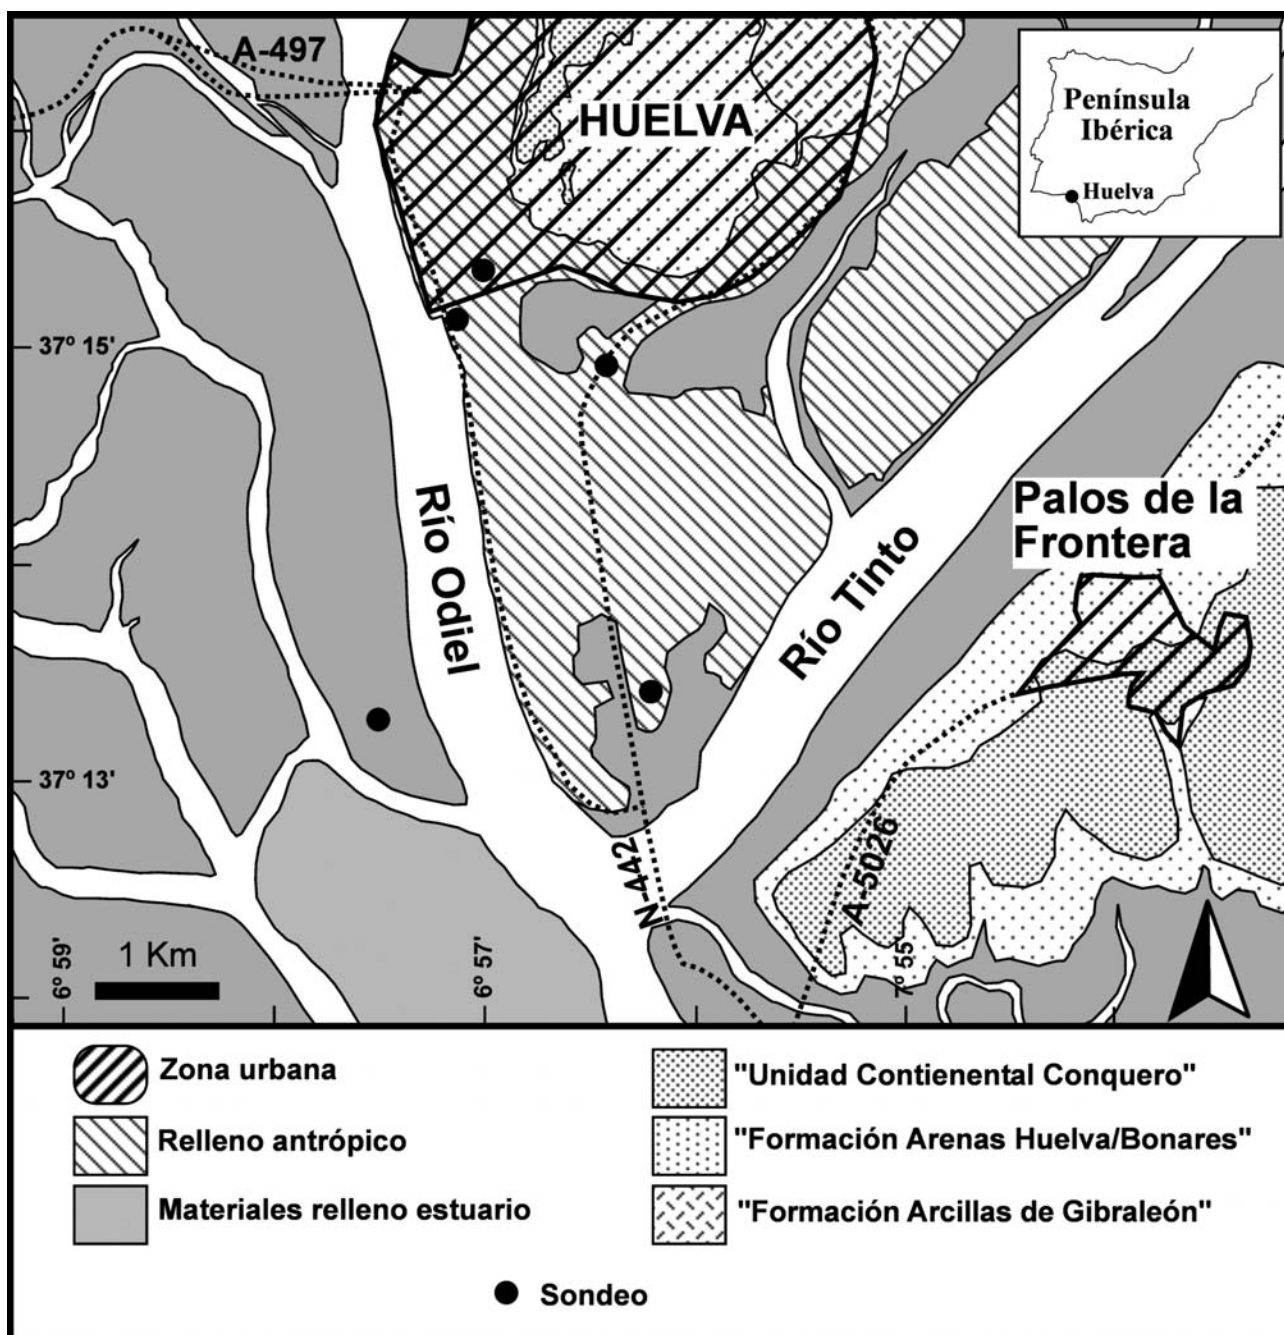 A-497
HUELVA
Península
Ibérica
Huelva
37º 15'
Palos de la
Frontera
Río Odiel
Río Tinto
37º 13'
N-442
A-5026
1 Km
6º 59'
6º 57'
7º 55'
Zona urbana
Relleno antrópico
Materiales relleno estuario
"Unidad Contienental Conquero"
"Formación Arenas Huelva/Bonares"
"Formación Arcillas de Gibraleón"
Sondeo